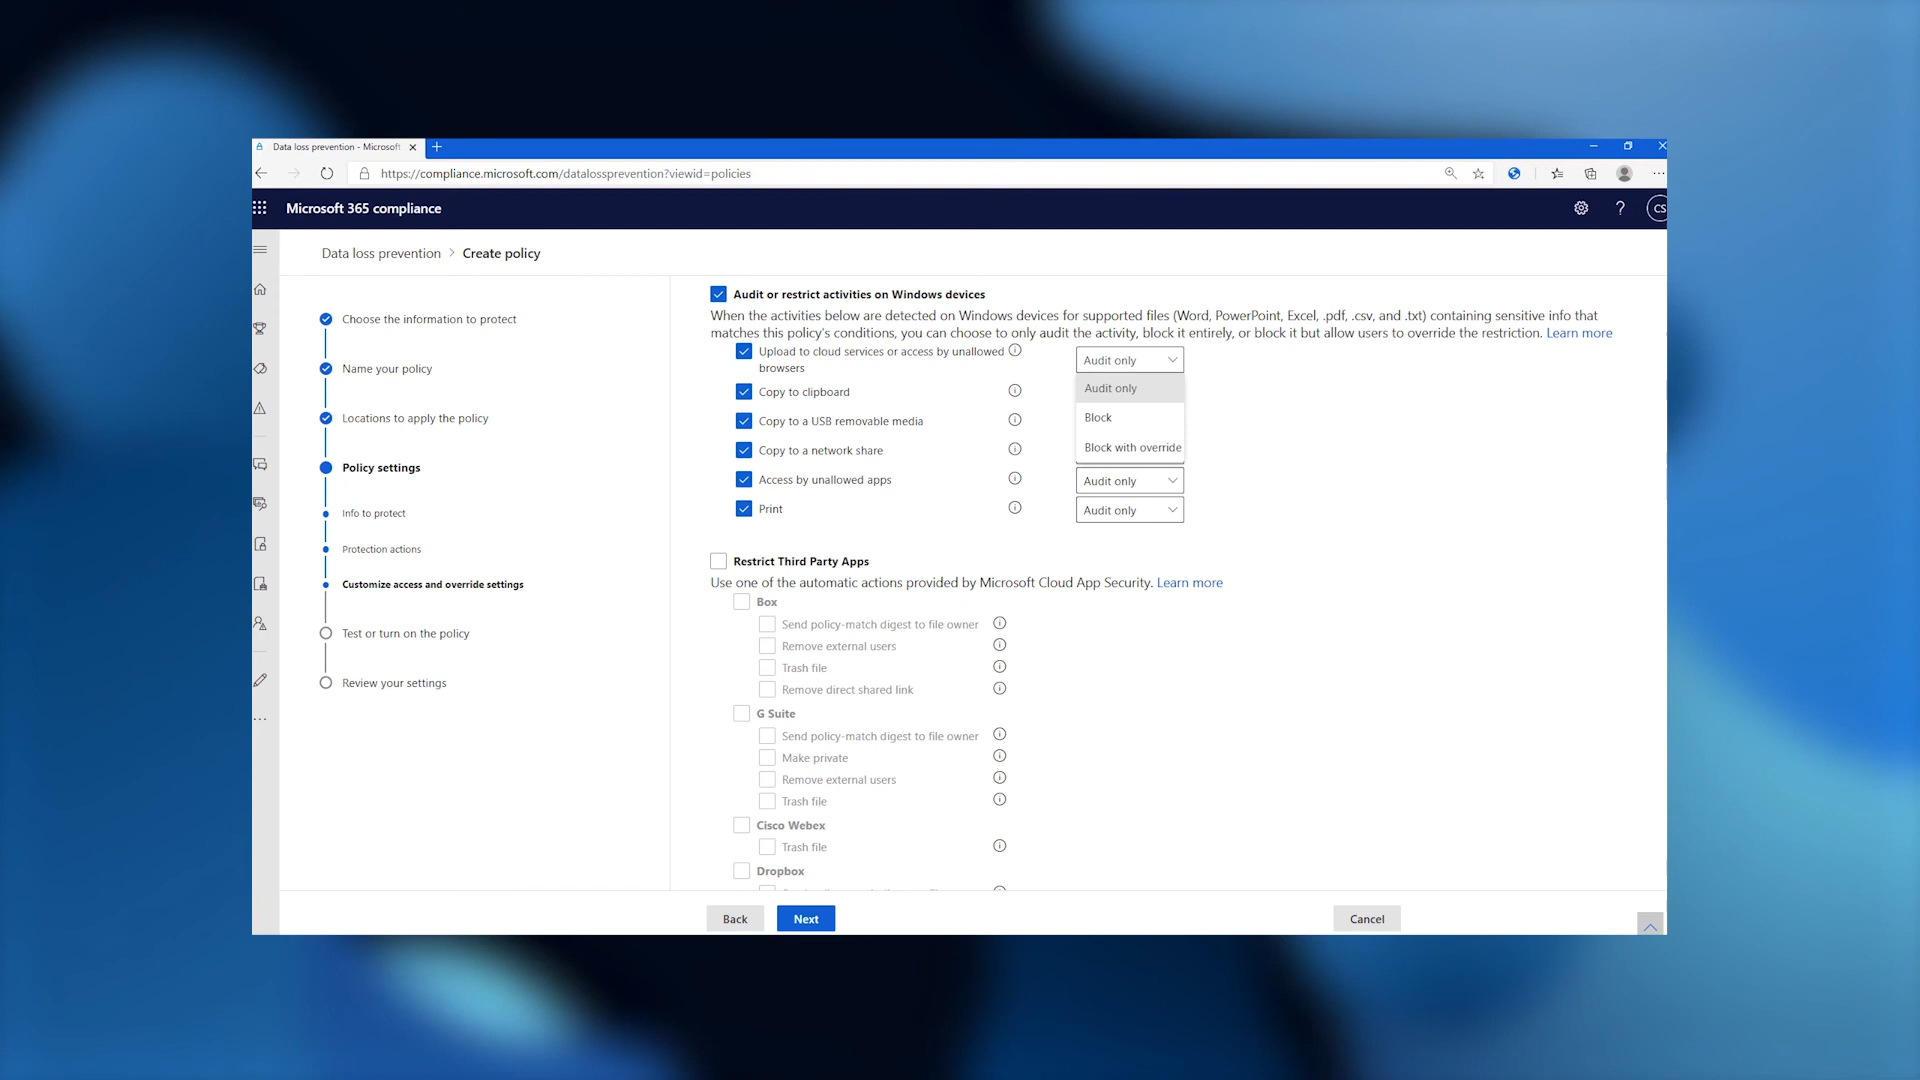 Data loss prevention - Microsoft
https://compliance.microsoft.com/datalossprevention?viewid=policies
Microsoft 365 compliance
CS
Data loss prevention > Create policy
Choose the information to protect
Name your policy
Locations to apply the policy
Policy settings
Info to protect
Protection actions
Customize access and override settings
Test or turn on the policy
Review your settings
Audit or restrict activities on Windows devices
When the activities below are detected on Windows devices for supported files (Word, PowerPoint, Excel, .pdf, .csv, and .txt) containing sensitive info that
matches this policy's conditions, you can choose to only audit the activity, block it entirely, or block it but allow users to override the restriction. Learn more
Upload to cloud services or access by unallowed
browsers
Audit only
Audit only
Block
Block with override
Copy to clipboard
Copy to a USB removable media
Copy to a network share
Access by unallowed apps
Audit only
Print
Audit only
Restrict Third Party Apps
Use one of the automatic actions provided by Microsoft Cloud App Security. Learn more
Box
Send policy-match digest to file owner
Remove external users
Trash file
Remove direct shared link
G Suite
Send policy-match digest to file owner
Make private
Remove external users
Trash file
Cisco Webex
Trash file
Dropbox
Back
Next
Cancel